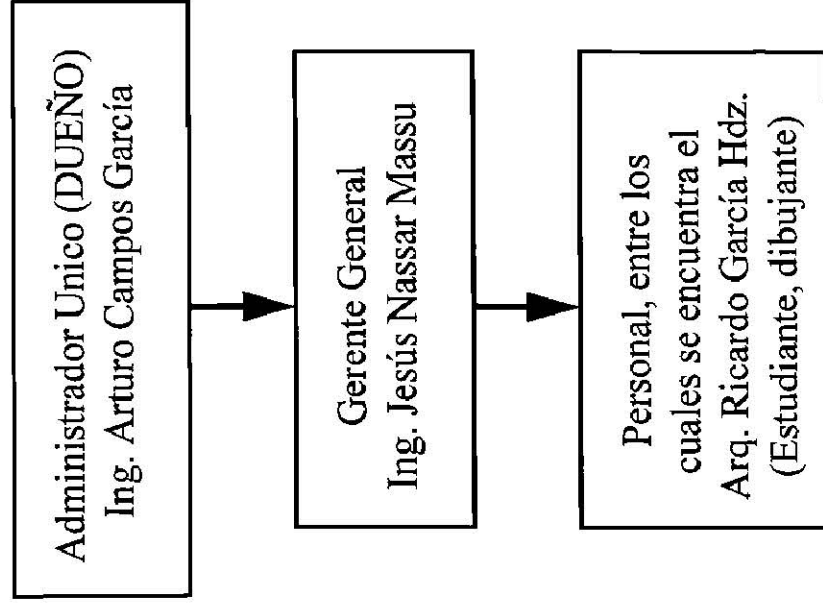 Administrador Unico (DUEÑO)
Ing. Arturo Campos García
Gerente General
Ing. Jesús Nassar Massu
Personal, entre los
cuales se encuentra el
Arq. Ricardo García Hdz.
(Estudiante, dibujante)